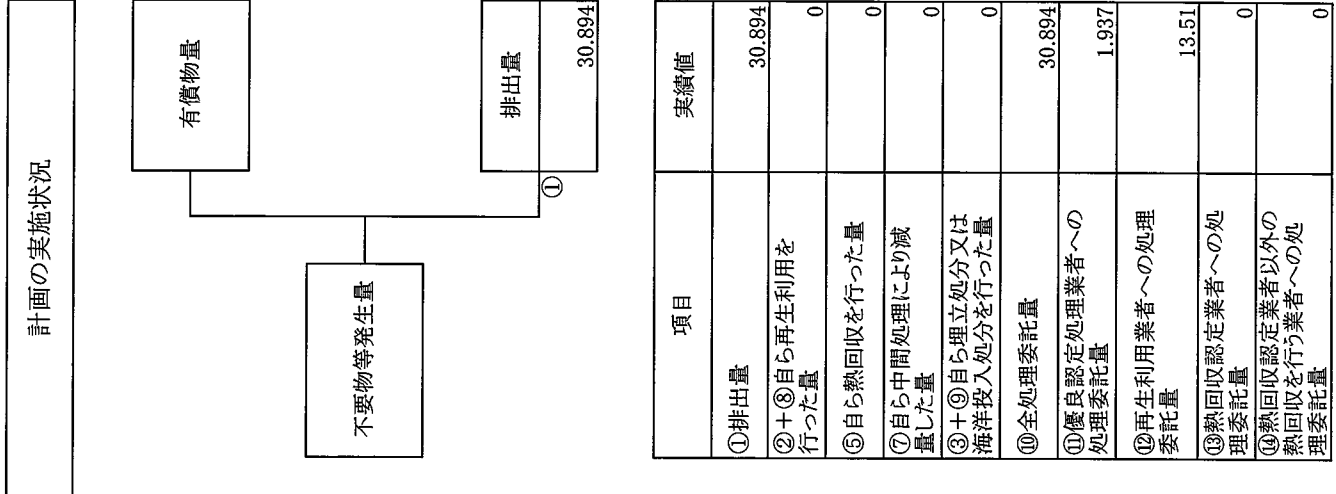 計画の実施状況
有償物量
不要物等発生量
排出量
①
30.894
項目
実績値
①排出量
30.894
②+⑧自ら再生利用を
行った量
0
⑤自ら熱回収を行った量
0
⑦自ら中間処理により減
量した量
0
③+⑨自ら埋立処分又は
海洋投入処分を行った量
0
⑩全処理委託量
30.894
⑪優良認定処理業者への
処理委託量
1.937
⑫再生利用業者への処理
委託量
13.51
⑬熱回収認定業者への処
理委託量
0
⑭熱回収認定業者以外の
熱回収を行う業者への処
理委託量
0